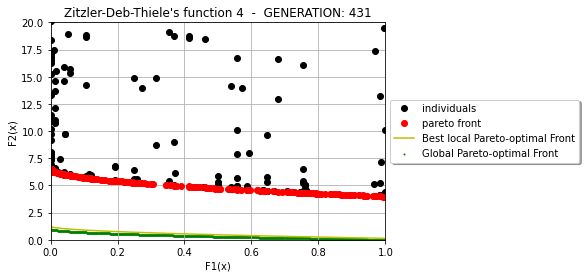 Zitzler-Deb-Thiele's function 4 - GENERATION: 431
F2(x)
20.0
17.5
15.0
12.5
10.0
7.5
5.0
2.5
0.0
0.0 0.2 0.4 0.6 0.8 1.0
F1(x)
individuals
pareto front
Best local Pareto-optimal Front
Global Pareto-optimal Front